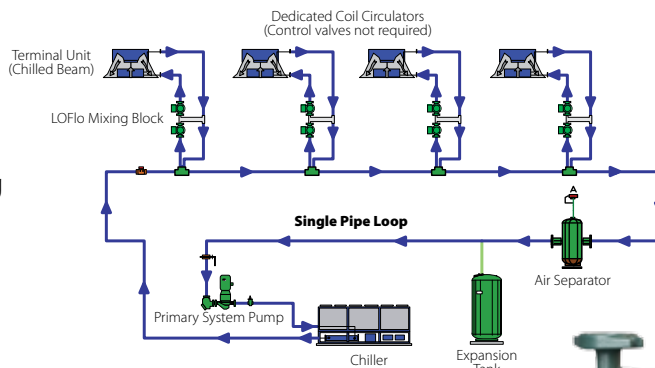 Dedicated Coil Circulators
(Control valves not required)
Terminal Unit
(Chilled Beam)
LOFlo Mixing Block
A
Single Pipe Loop
Air Separator
Primary System Pump
Chiller
Expansion
Tank